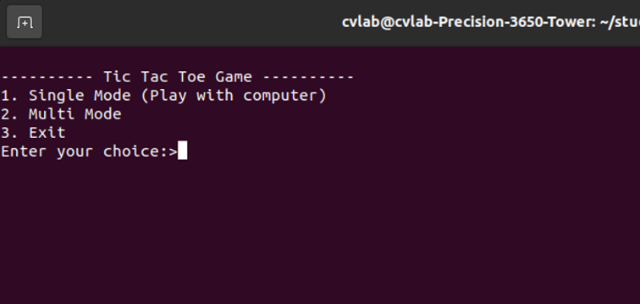 cvlab@cvlab-Precision-3650-Tower: ~/stu
---------- Tic Tac Toe Game ----------
1. Single Mode (Play with computer)
2. Multi Mode
3. Exit
Enter your choice:>